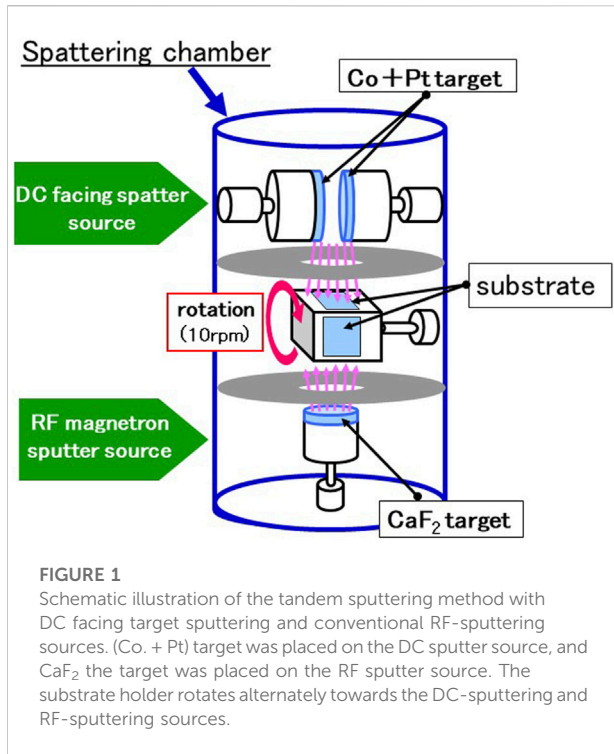 Spattering chamber
Co＋Pt target
DC facing spatter
source
substrate
rotation
(10rpm)
RF magnetron
sputter source
CaF₂ target
FIGURE 1
Schematic illustration of the tandem sputtering method with
DC facing target sputtering and conventional RF-sputtering
sources. (Co. + Pt) target was placed on the DC sputter source, and
CaF₂ the target was placed on the RF sputter source. The
substrate holder rotates alternately towards the DC-sputtering and
RF-sputtering sources.